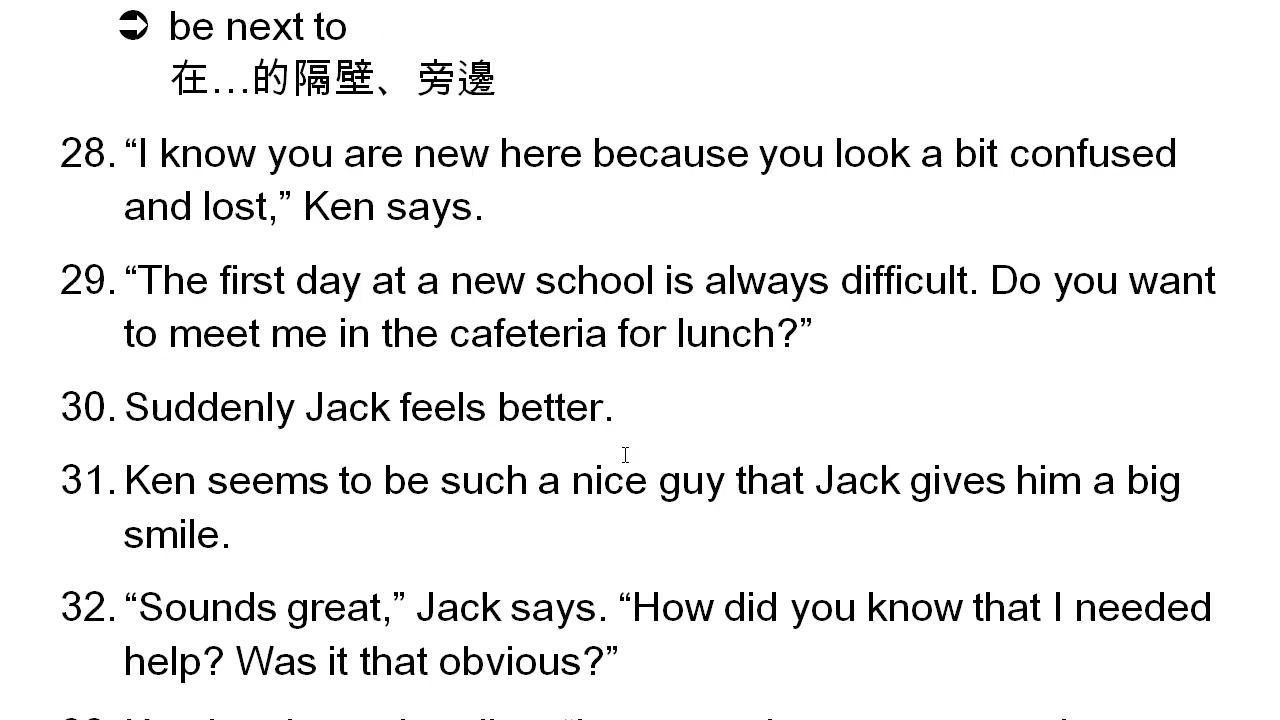 ➲ be next to
在…的隔壁、旁邊
28. “I know you are new here because you look a bit confused
and lost,” Ken says.
29. “The first day at a new school is always difficult. Do you want
to meet me in the cafeteria for lunch?”
30. Suddenly Jack feels better.
31. Ken seems to be such a nice guy that Jack gives him a big
smile.
32. “Sounds great,” Jack says. “How did you know that I needed
help? Was it that obvious?”